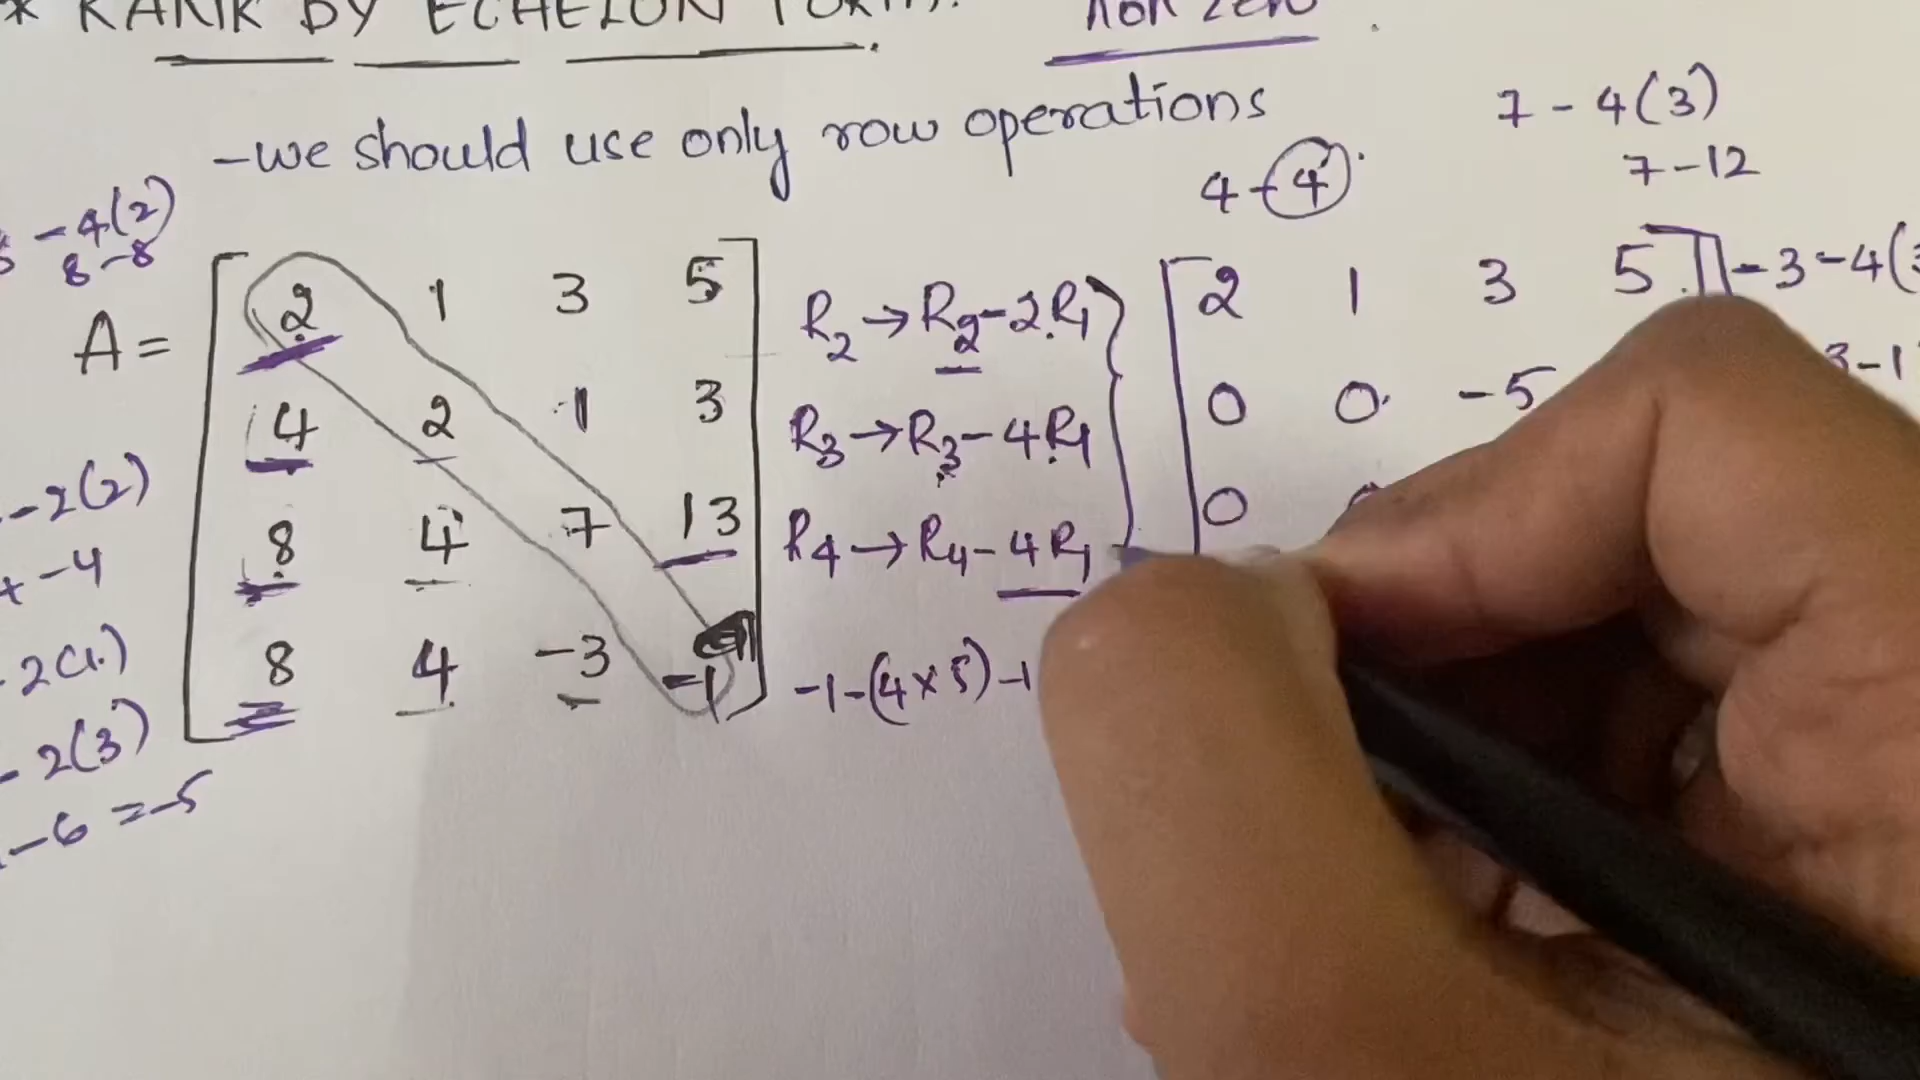 * RANK BY ECHELON FORM. non zero
-we should use only row operations
7 - 4(3)
7-12
4-4
- 4(2)
8-8
A =
2 1 3 5
4 2 1 3
8 4 7 13
8 4 -3 -1
R2 → R2-2R1
R3 → R3-4R1
R4 → R4-4R1
-1-(4×5)-1
2 1 3 5
0 0 -5
0
-3-4(3
3-1
-2(2)
-4
2(1)
- 2(3)
-6 =-5